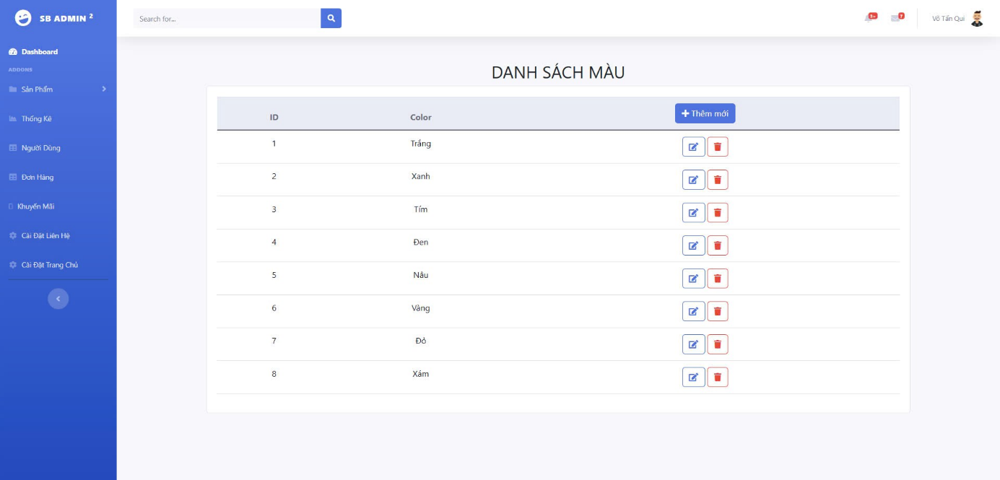 SB ADMIN 2
Search for...
3+
7
Võ Tấn Qui
Dashboard
ADDONS
Sản Phẩm
Thống Kê
Người Dùng
Đơn Hàng
Khuyến Mãi
Cài Đặt Liên Hệ
Cài Đặt Trang Chủ
DANH SÁCH MÀU
ID Color Thêm mới
1 Trắng
2 Xanh
3 Tím
4 Đen
5 Nâu
6 Vàng
7 Đỏ
8 Xám